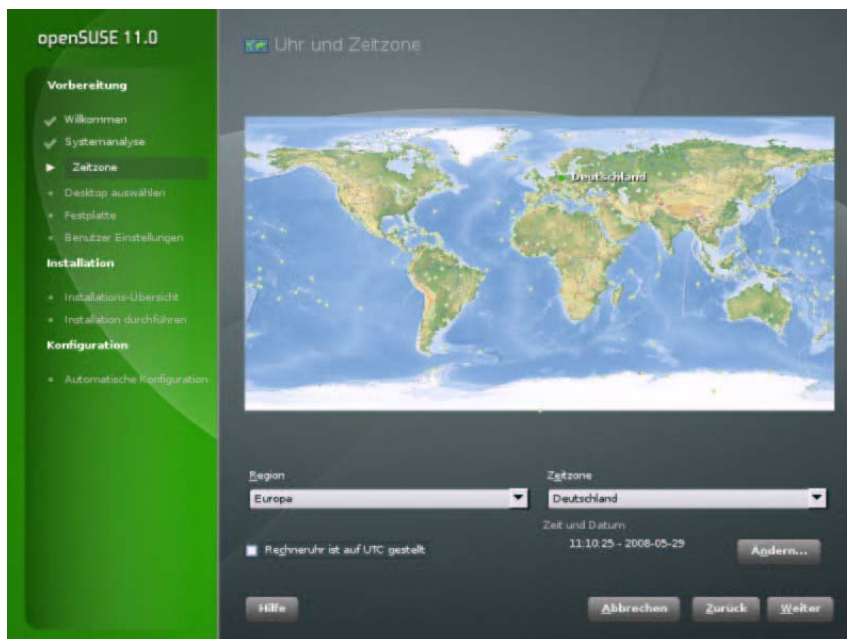 openSUSE 11.0
Vorbereitung
Willkommen
Systemanalyse
Zeitzone
Desktop auswählen
Festplatte
Benutzer Einstellungen
Installation
Installations-Übersicht
Installation durchführen
Konfiguration
Automatische Konfiguration
Uhr und Zeitzone
Deutschland
Region
Europa
Zeitzone
Deutschland
Rechneruhr ist auf UTC gestellt
Zeit und Datum
11:10:25 - 2008-05-29
Ändern...
Hilfe
Abbrechen
Zurück
Weiter